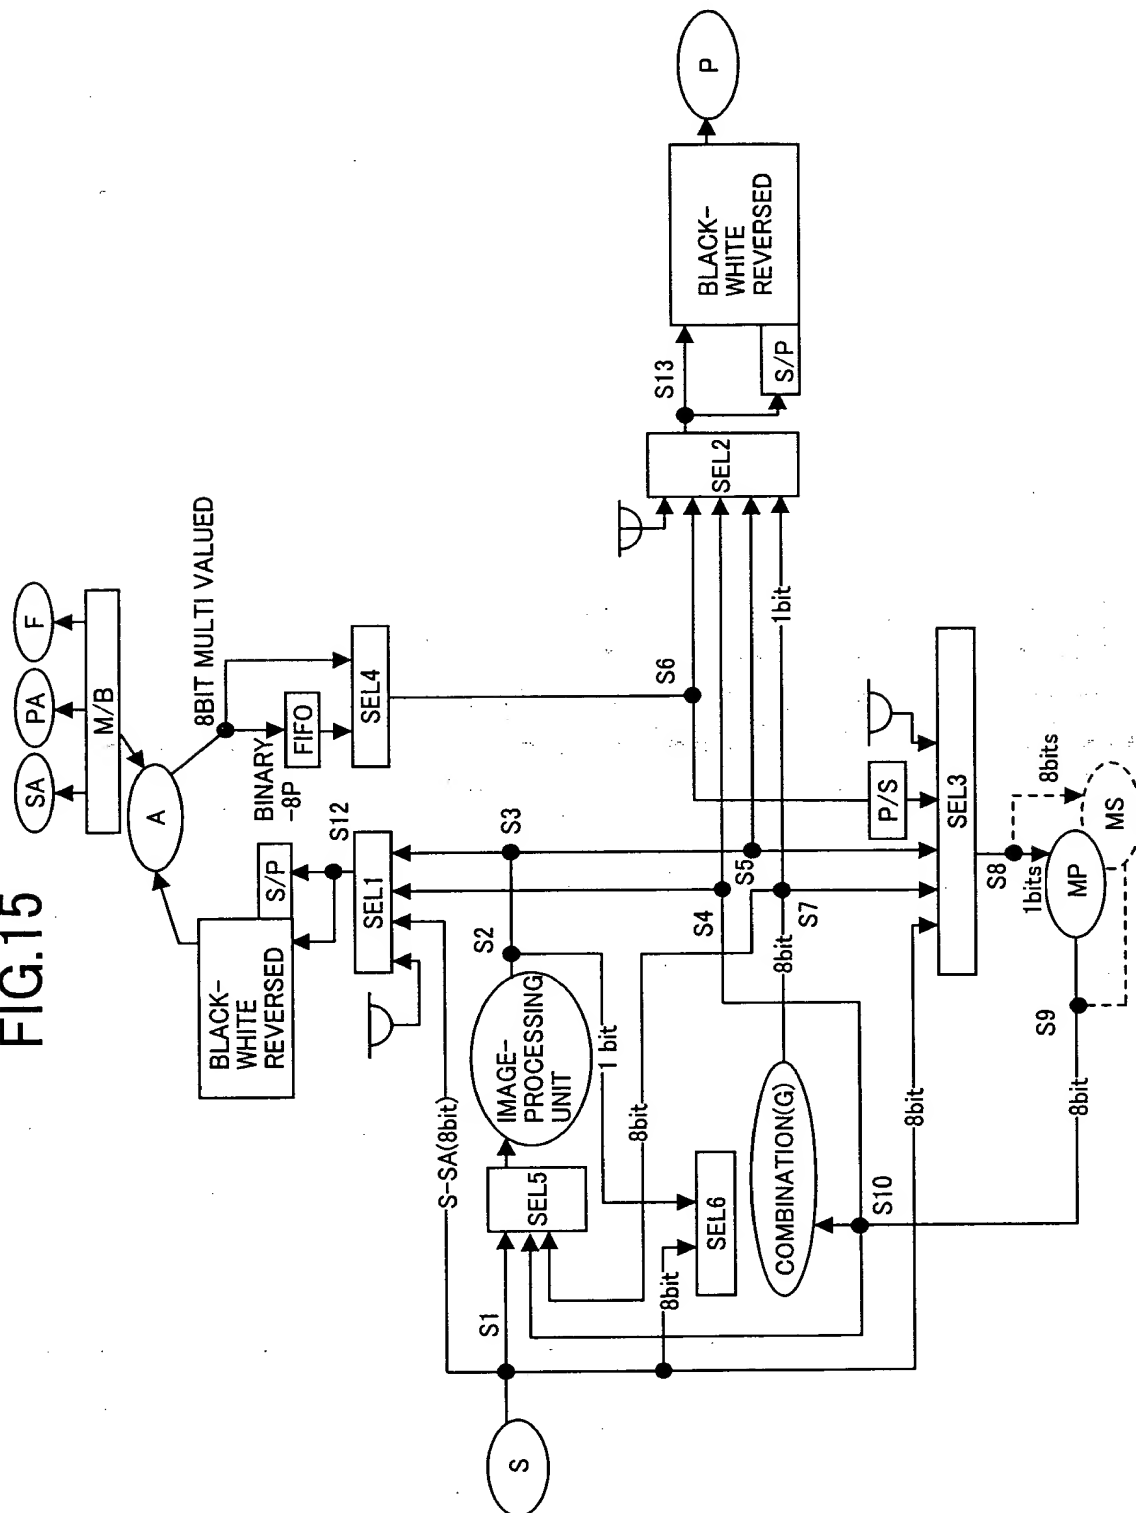 FIG.15
SA
PA
F
M/B
A
8BIT MULTI VALUED
BINARY
-8P
FIFO
SEL4
BLACK-
WHITE
REVERSED
S/P
S12
SEL1
S-SA(8bit)
S
S1
SEL5
IMAGE-
PROCESSING
UNIT
S2
S3
1 bit
8bit
8bit
SEL6
COMBINATION(G)
8bit
S4
S5
S6
S7
1bit
SEL2
S13
S/P
BLACK-
WHITE
REVERSED
P
S10
8bit
P/S
SEL3
S8
1bits
8bits
MP
MS
S9
8bit